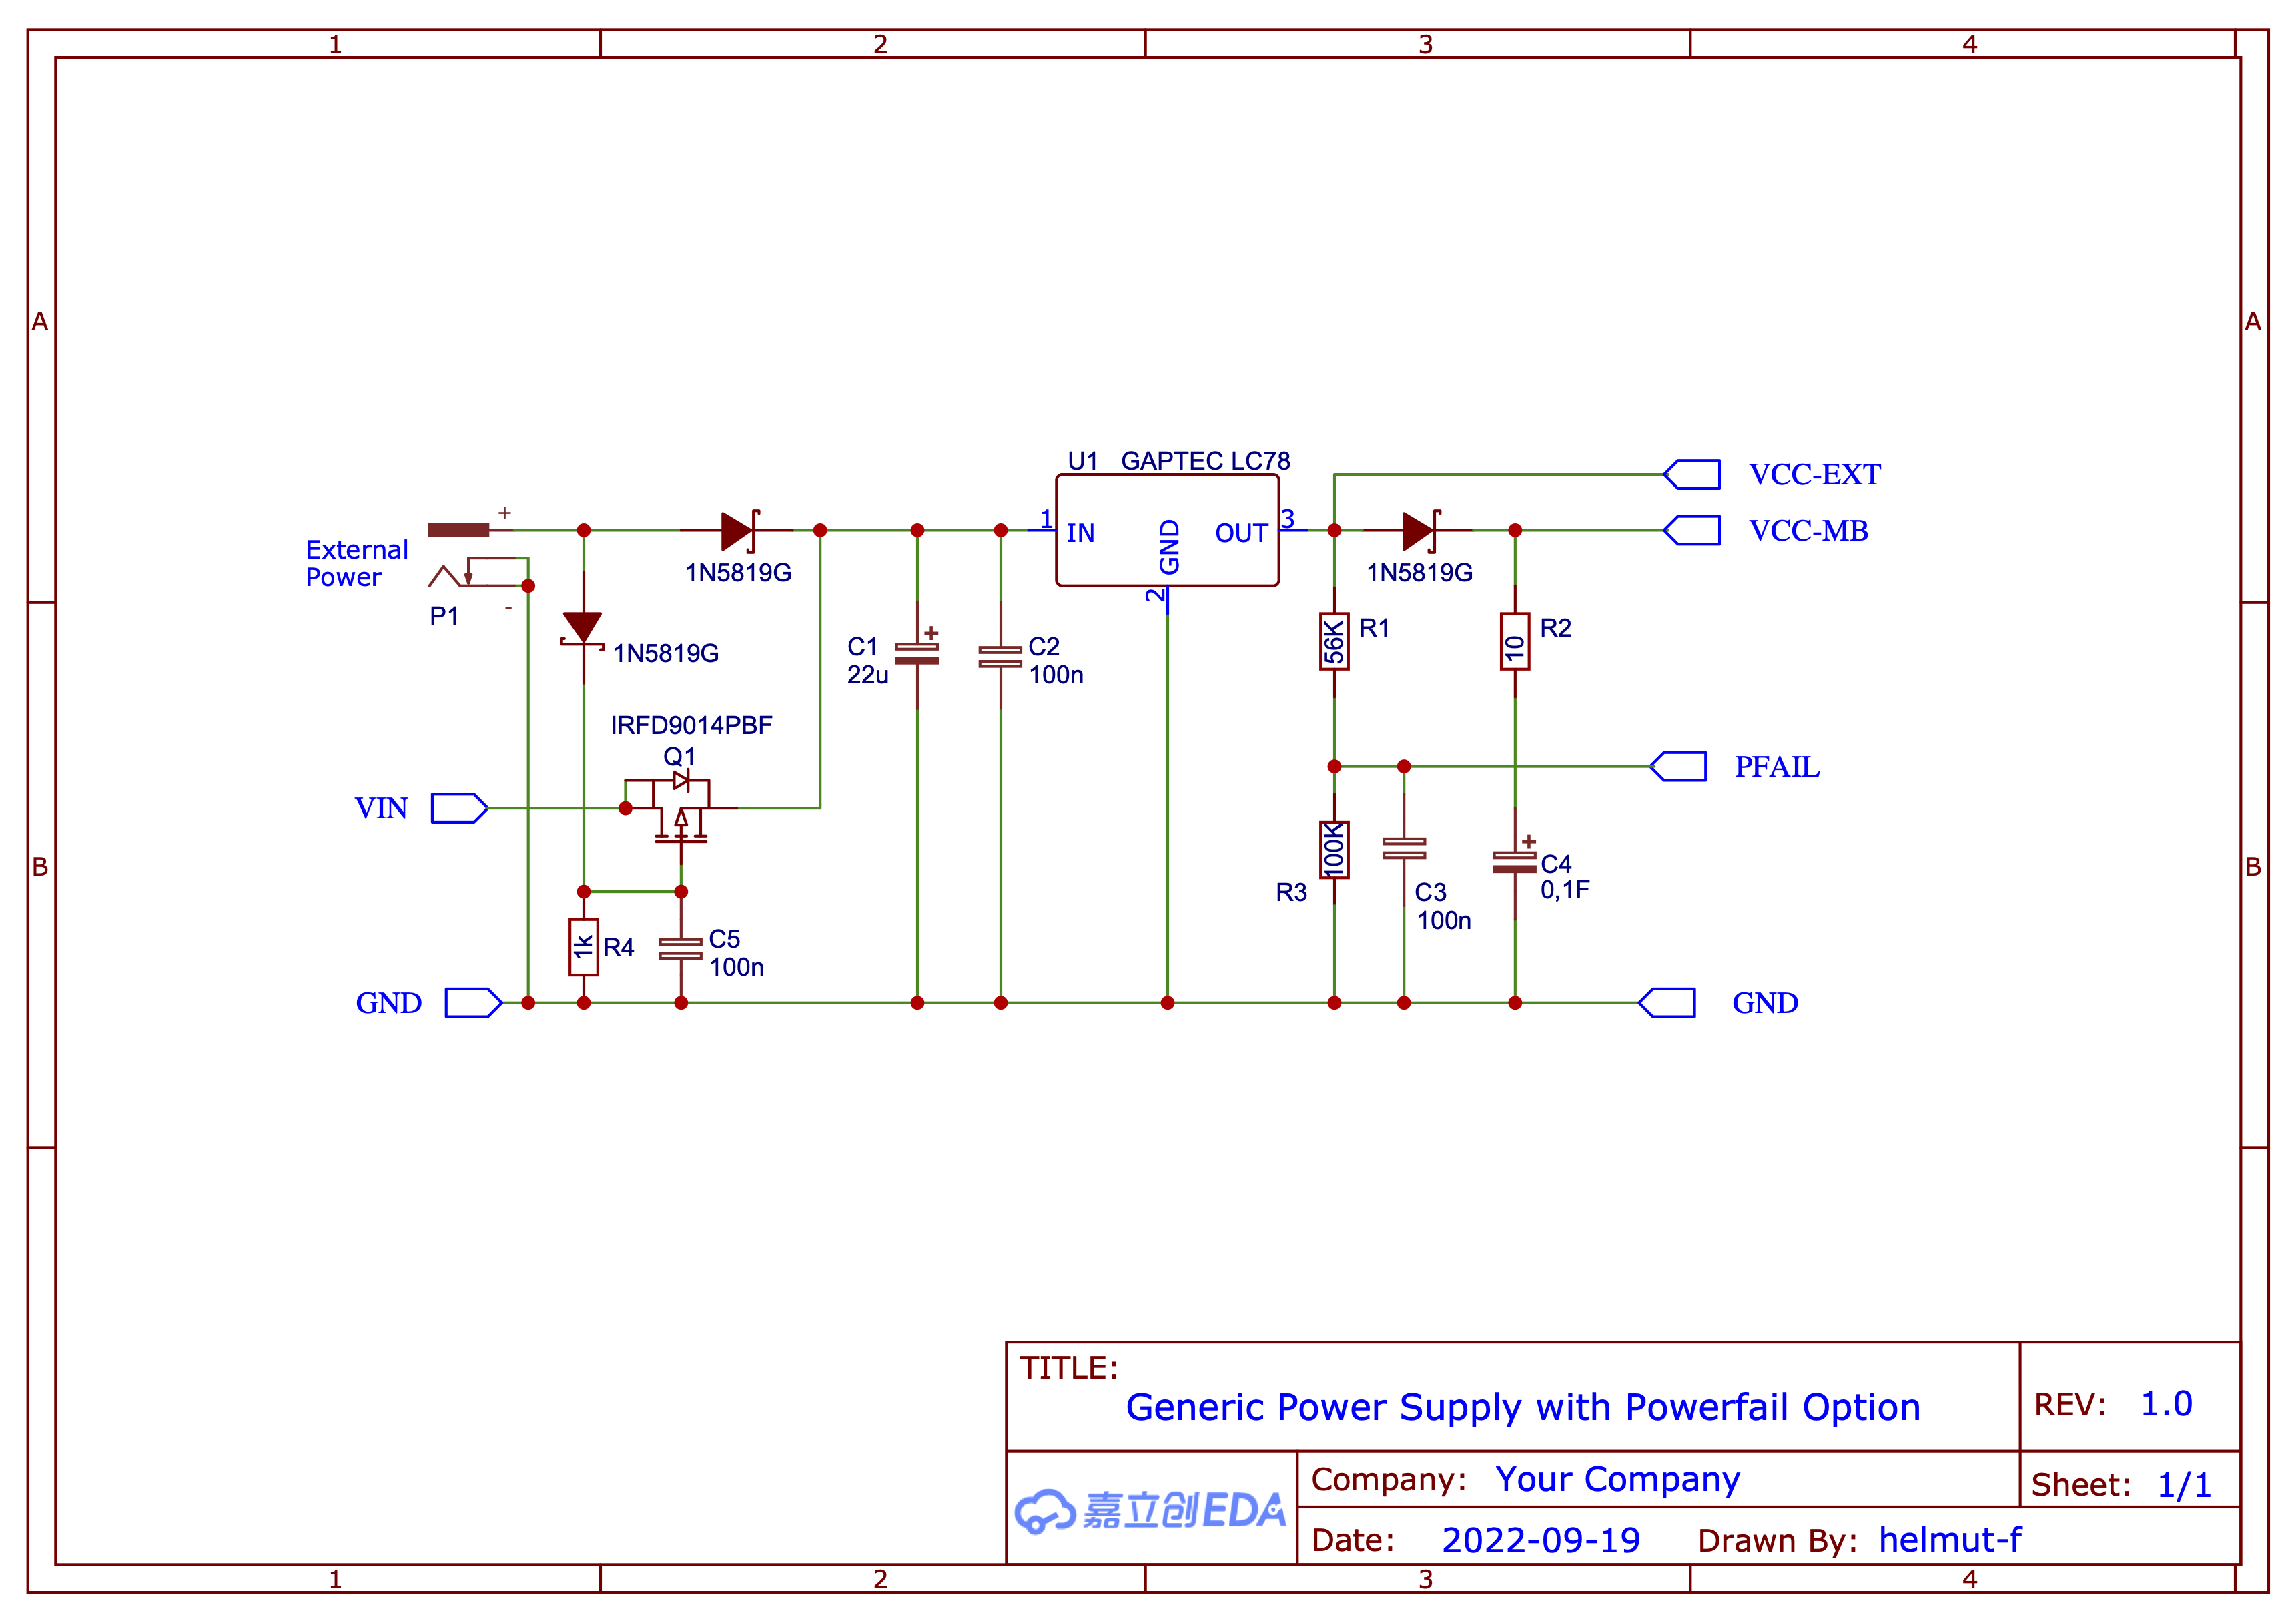 1 2 3 4
A A
U1 GAPTEC LC78
VCC-EXT
+
1 IN GND OUT 3
VCC-MB
External
Power
1N5819G
1N5819G
2
-
P1
1N5819G
C1
22u
+
C2
100n
56K R1
10 R2
IRFD9014PBF
Q1
PFAIL
VIN
B B
100K
R3
C3
100n
+
C4
0,1F
1k R4
C5
100n
GND GND
TITLE:
Generic Power Supply with Powerfail Option
REV: 1.0
嘉立创EDA
Company: Your Company
Sheet: 1/1
Date: 2022-09-19 Drawn By: helmut-f
1 2 3 4